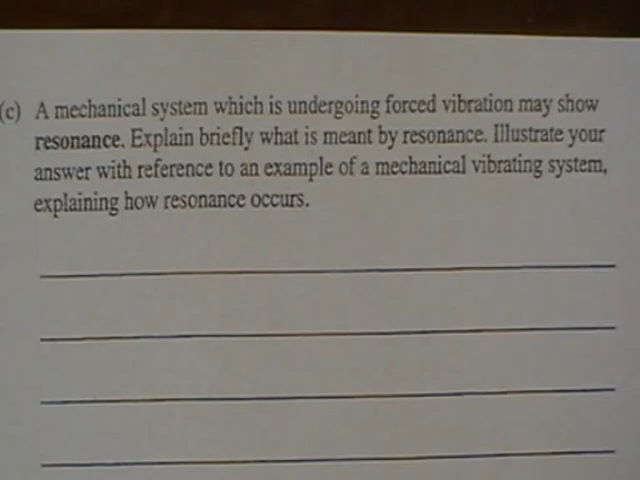 (c) A mechanical system which is undergoing forced vibration may show
resonance. Explain briefly what is meant by resonance. Illustrate your
answer with reference to an example of a mechanical vibrating system,
explaining how resonance occurs.